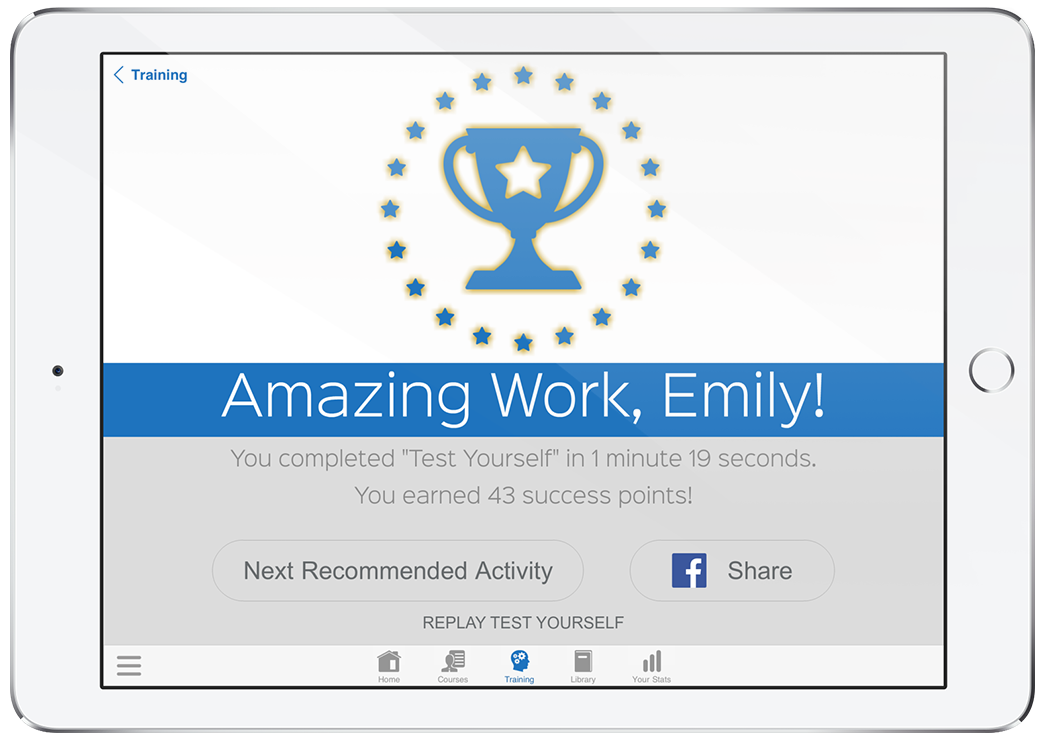 Training
Amazing Work, Emily!
You completed "Test Yourself" in 1 minute 19 seconds.
You earned 43 success points!
Next Recommended Activity
Share
REPLAY TEST YOURSELF
Home
Courses
Training
Library
Your Stats